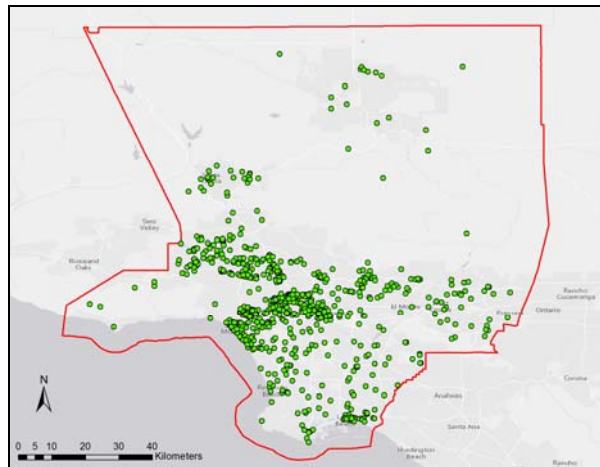 Simi
Valley
Thousand
Oaks
El Monte
Rancho
Cucamonga
Ontario
Pomona
Corona
Anaheim
Santa Ana
Huntington
Beach
Rancho
N
0 5 10 20 30 40
Kilometers